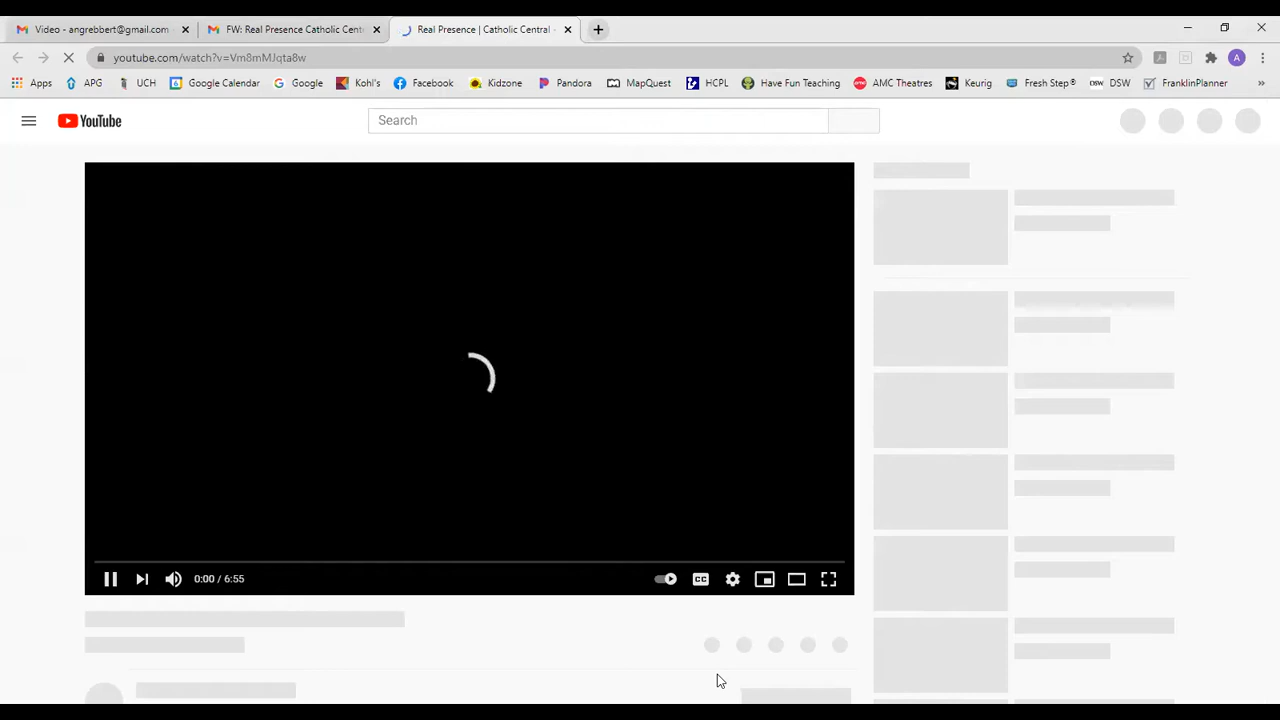 Video - angrebbert@gmail.com
FW: Real Presence Catholic Cent
Real Presence | Catholic Central -
youtube.com/watch?v=Vm8mMJqta8w
A
Apps APG UCH Google Calendar Google Kohl's Facebook Kidzone Pandora MapQuest HCPL Have Fun Teaching AMC Theatres Keurig Fresh Step® DSW DSW FranklinPlanner »
YouTube
Search
0:00 / 6:55
CC